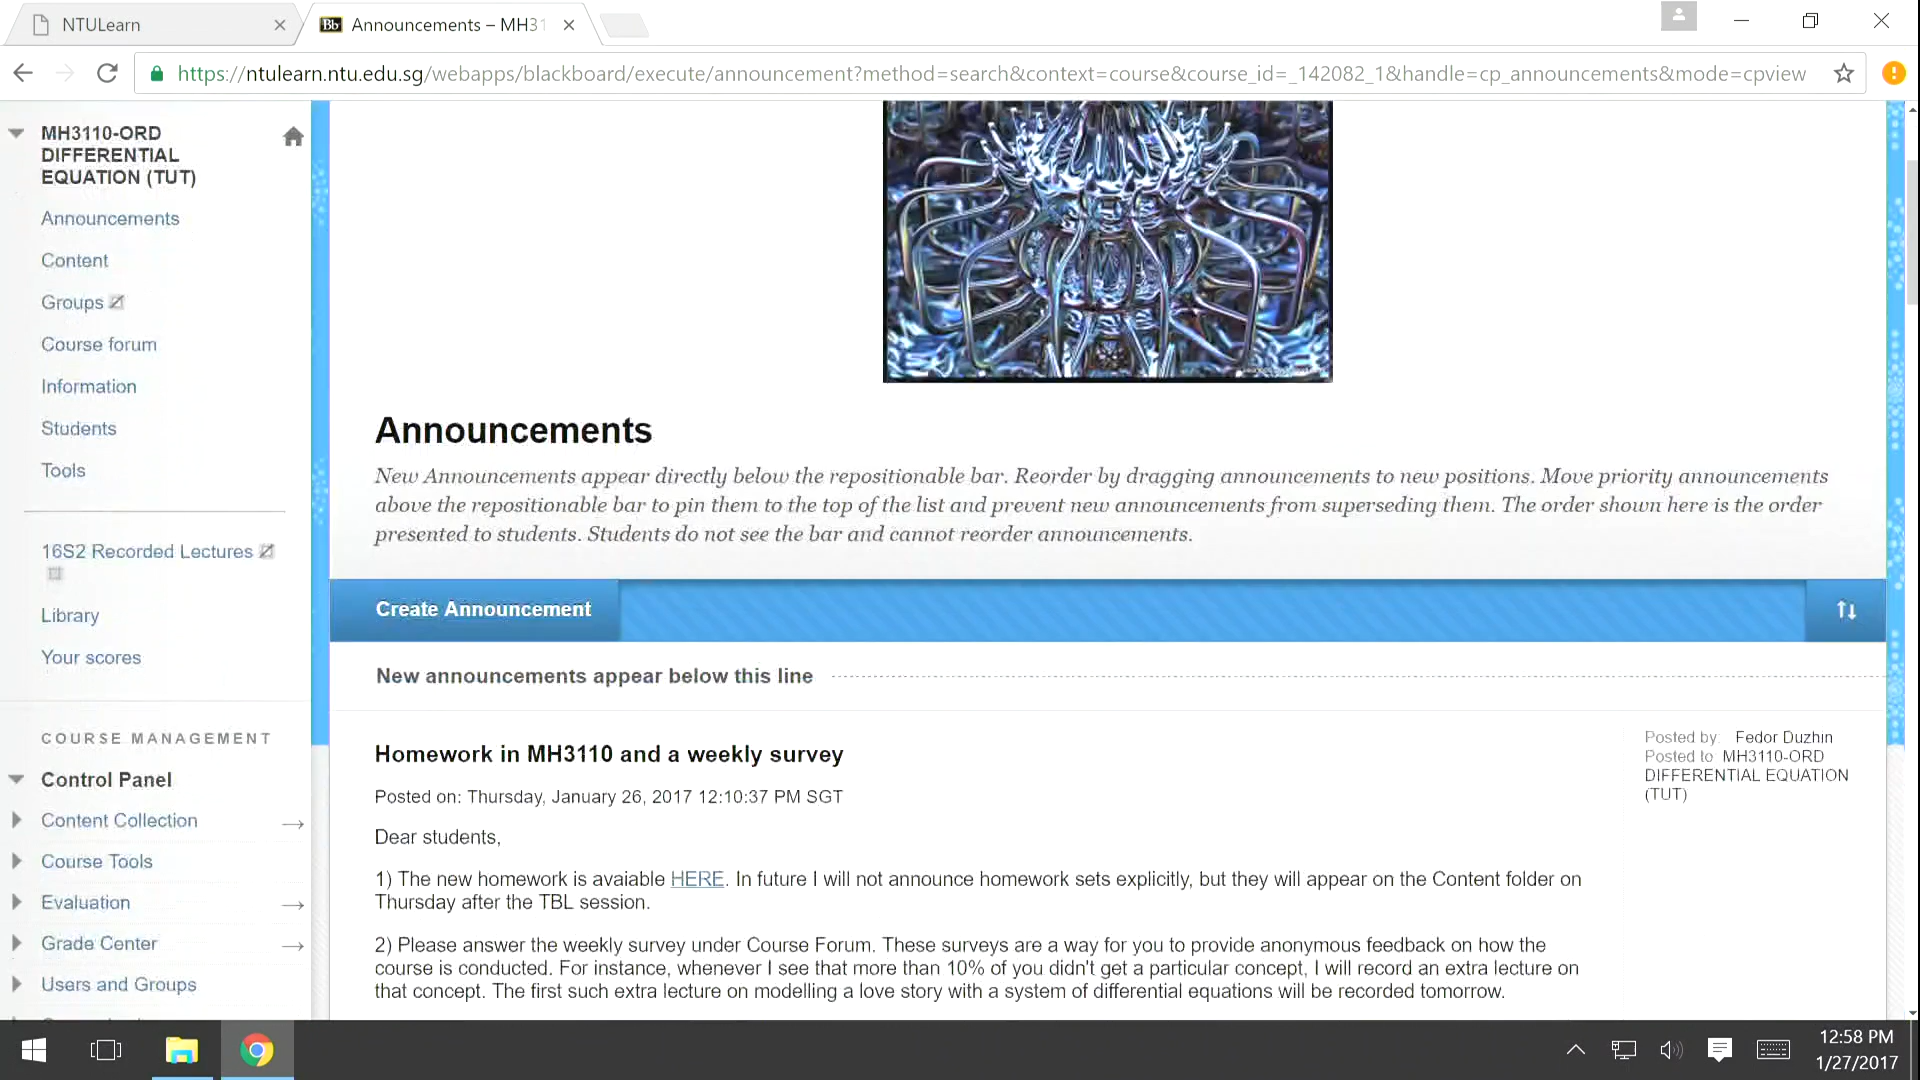 NTULearn
Bb Announcements – MH31
https://ntulearn.ntu.edu.sg/webapps/blackboard/execute/announcement?method=search&context=course&course_id=_142082_1&handle=cp_announcements&mode=cpview
MH3110-ORD
DIFFERENTIAL
EQUATION (TUT)
Announcements
Content
Groups
Course forum
Information
Students
Tools
16S2 Recorded Lectures
Library
Your scores
COURSE MANAGEMENT
Control Panel
Content Collection
Course Tools
Evaluation
Grade Center
Users and Groups
Announcements
New Announcements appear directly below the repositionable bar. Reorder by dragging announcements to new positions. Move priority announcements
above the repositionable bar to pin them to the top of the list and prevent new announcements from superseding them. The order shown here is the order
presented to students. Students do not see the bar and cannot reorder announcements.
Create Announcement
New announcements appear below this line
Homework in MH3110 and a weekly survey
Posted on: Thursday, January 26, 2017 12:10:37 PM SGT
Dear students,
1) The new homework is avaiable HERE. In future I will not announce homework sets explicitly, but they will appear on the Content folder on
Thursday after the TBL session.
2) Please answer the weekly survey under Course Forum. These surveys are a way for you to provide anonymous feedback on how the
course is conducted. For instance, whenever I see that more than 10% of you didn't get a particular concept, I will record an extra lecture on
that concept. The first such extra lecture on modelling a love story with a system of differential equations will be recorded tomorrow.
Posted by: Fedor Duzhin
Posted to MH3110-ORD
DIFFERENTIAL EQUATION
(TUT)
12:58 PM
1/27/2017